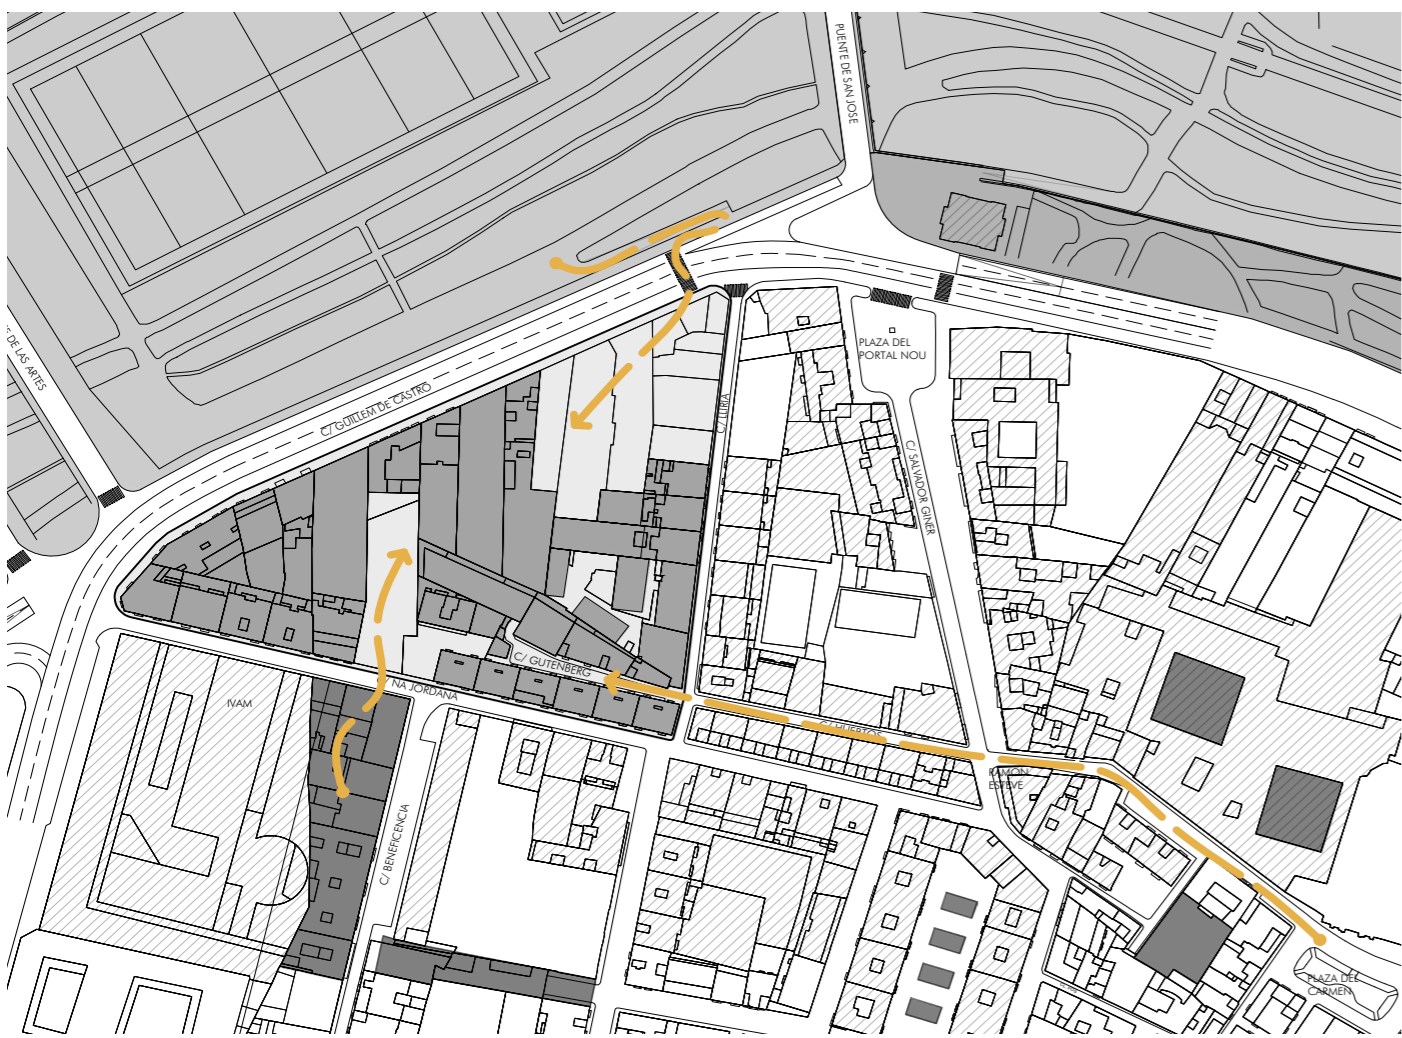 PUENTE DE SAN JOSE
DE LAS ARTES
C/ GUILLEM DE CASTRO
PLAZA DEL
PORTAL NOU
C/ LLIRIA
C/ SALVADOR GINER
C/ GUTENBERG
NA JORDANA
IVAM
C/ HUERTOS
RAMON
ESTEVE
C/ BENEFICENCIA
PLAZA DEL
CARMEN